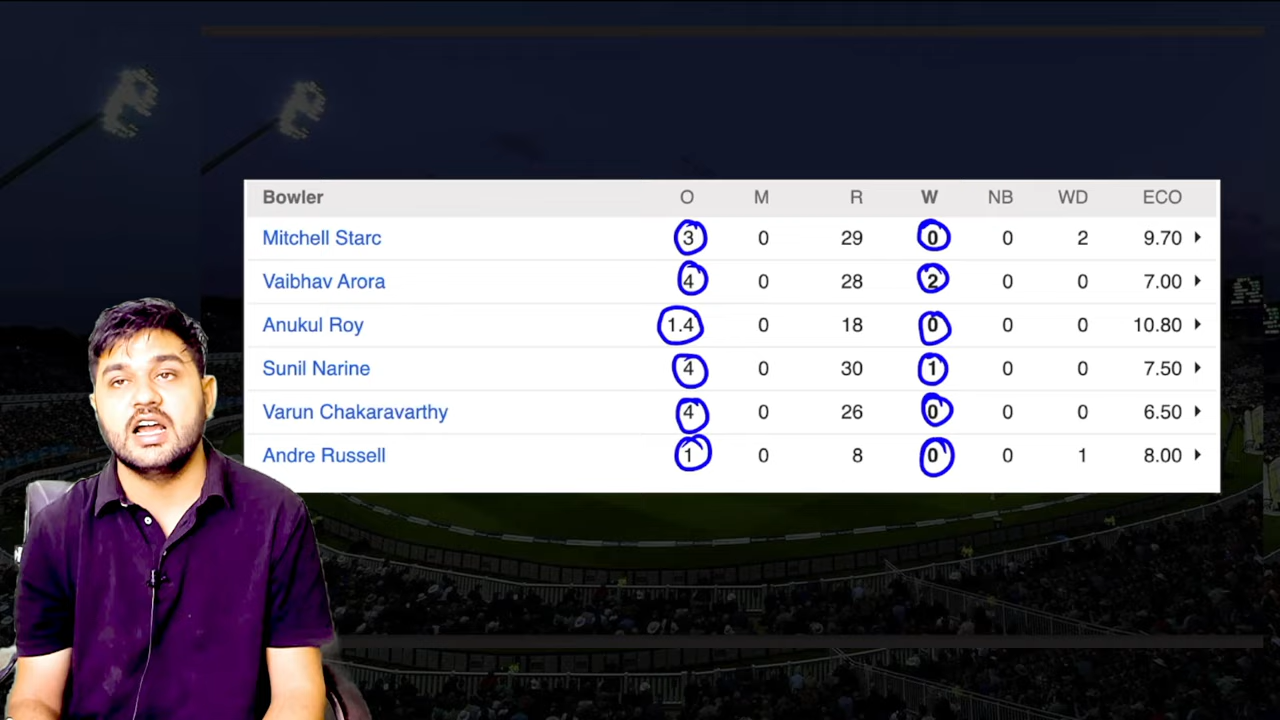 Bowler O M R W NB WD ECO
Mitchell Starc 3 0 29 0 0 2 9.70
Vaibhav Arora 4 0 28 2 0 0 7.00
Anukul Roy 1.4 0 18 0 0 0 10.80
Sunil Narine 4 0 30 1 0 0 7.50
Varun Chakaravarthy 4 0 26 0 0 0 6.50
Andre Russell 1 0 8 0 0 1 8.00